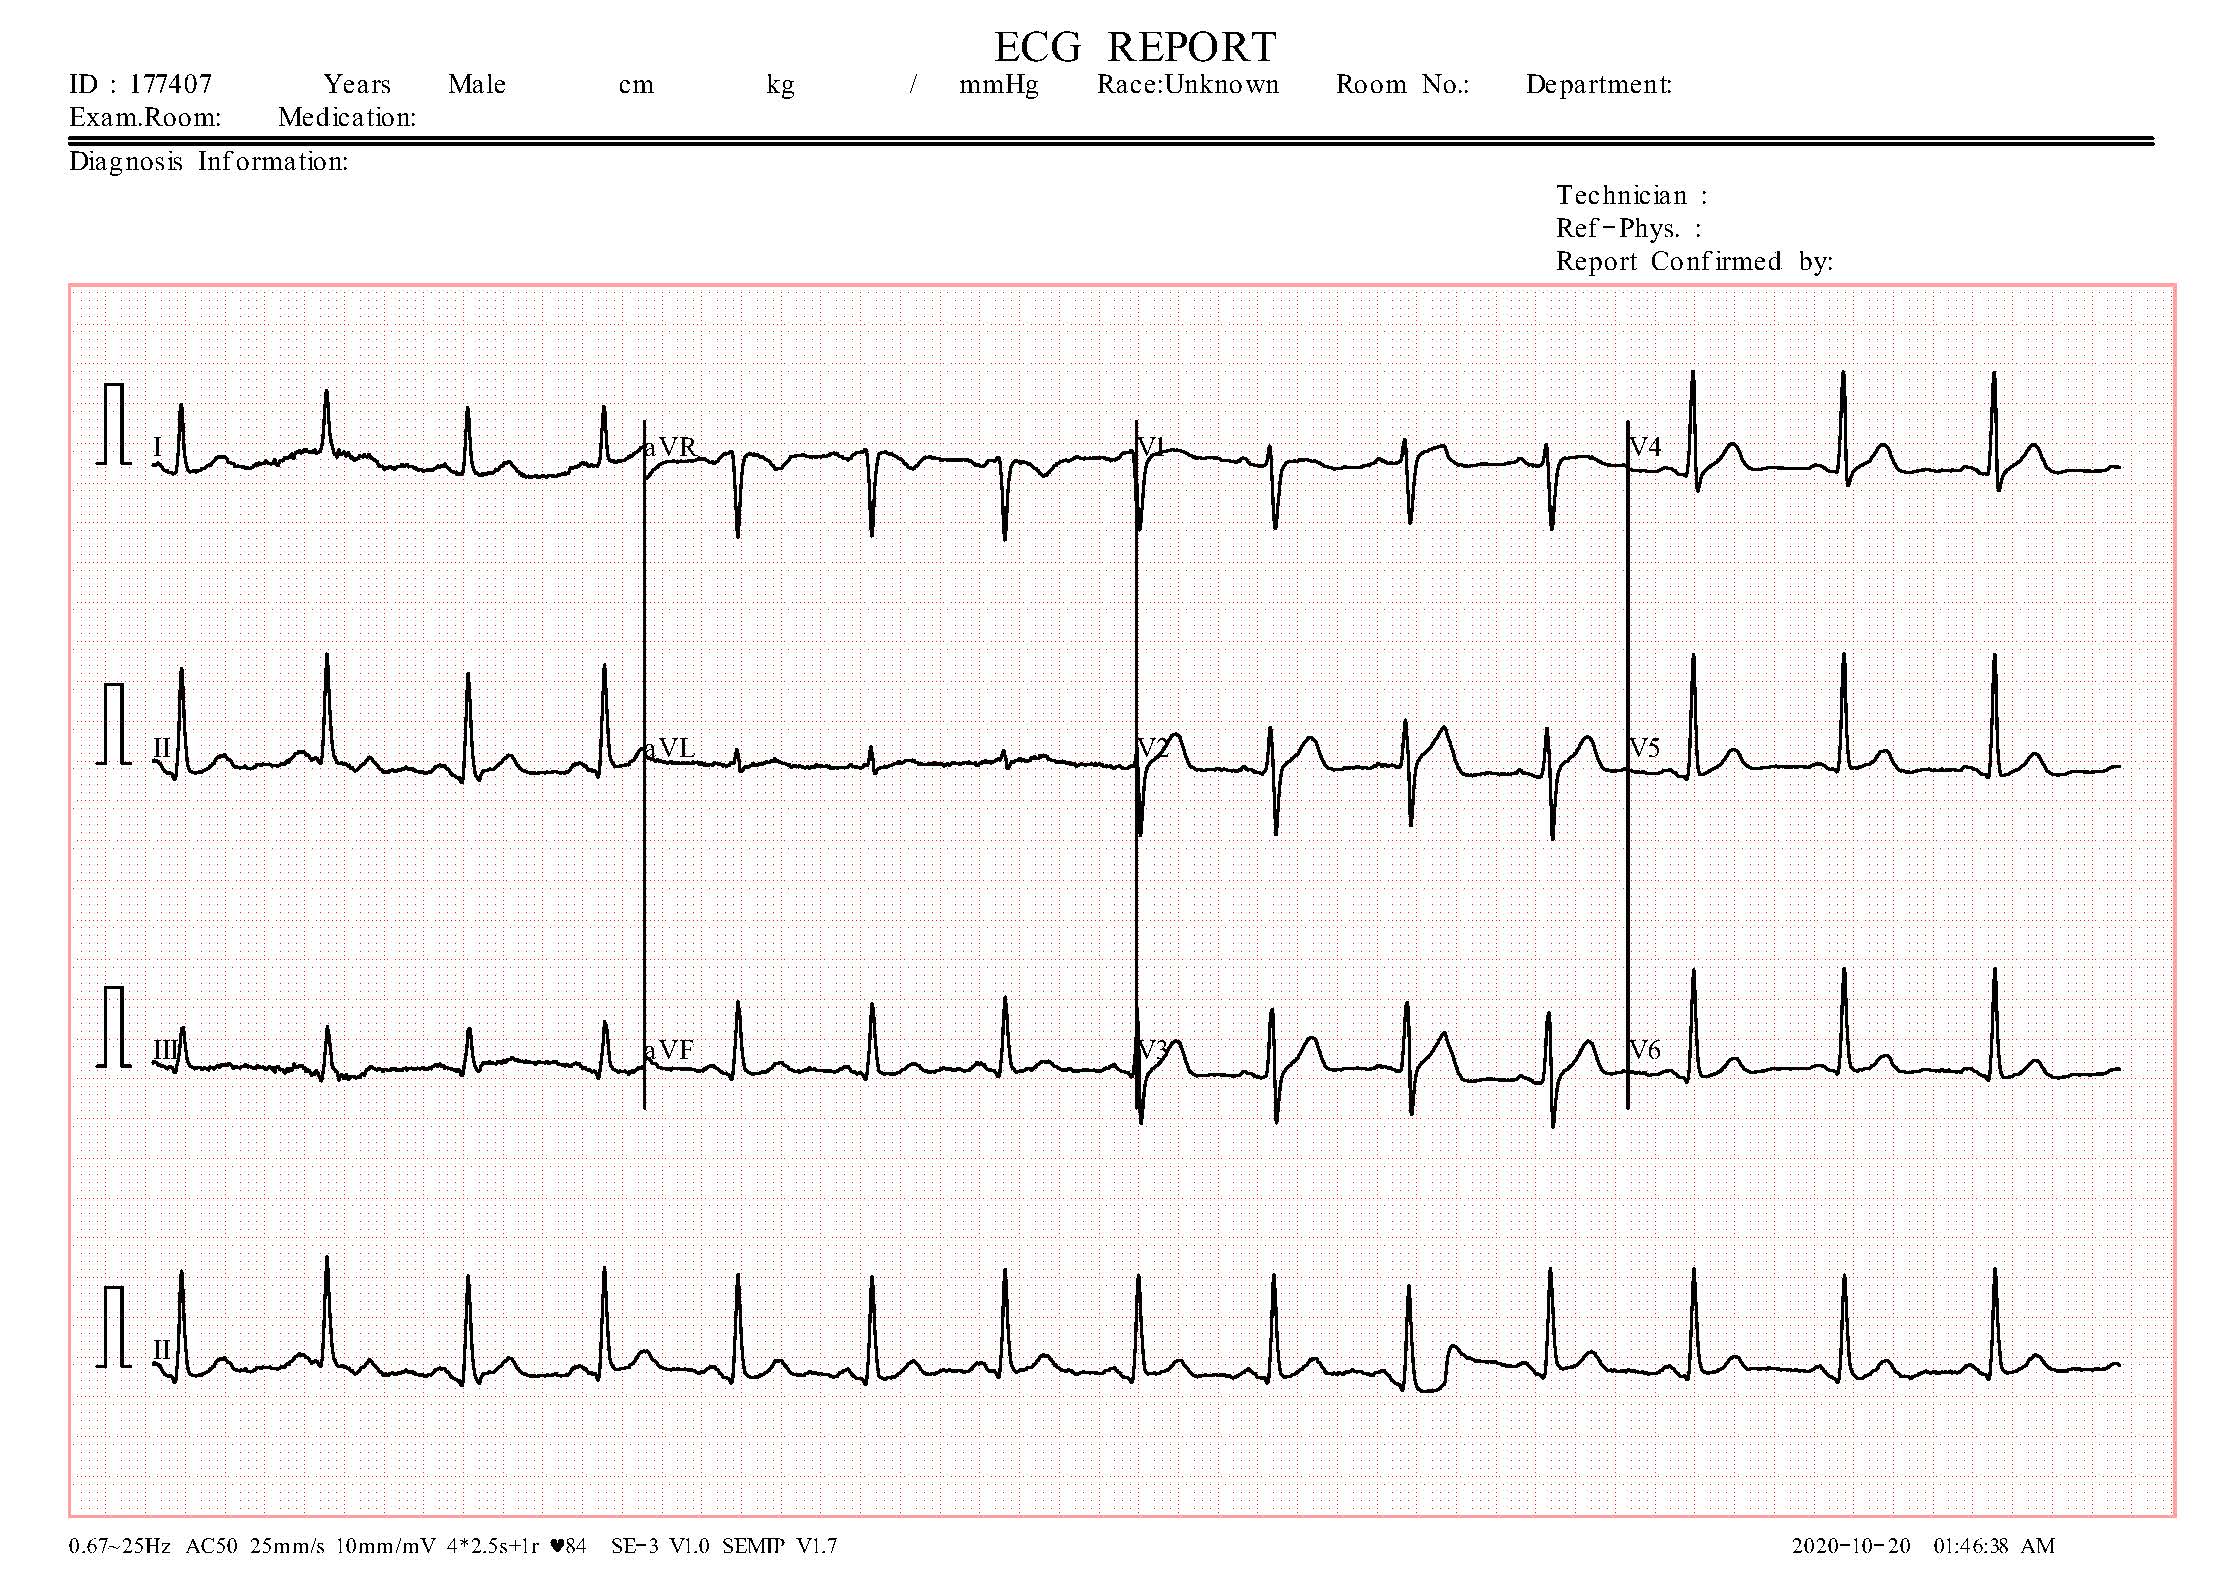 ECG REPORT
ID : 177407 Years Male cm kg / mmHg Race:Unknown Room No.: Department:
Exam.Room: Medication:
Diagnosis Information:
Technician :
Ref-Phys. :
Report Confirmed by:
I aVR V1 V4
II aVL V2 V5
III aVF V3 V6
II
0.67~25Hz AC50 25mm/s 10mm/mV 4*2.5s+1r ♥84 SE-3 V1.0 SEMIP V1.7 2020-10-20 01:46:38 AM